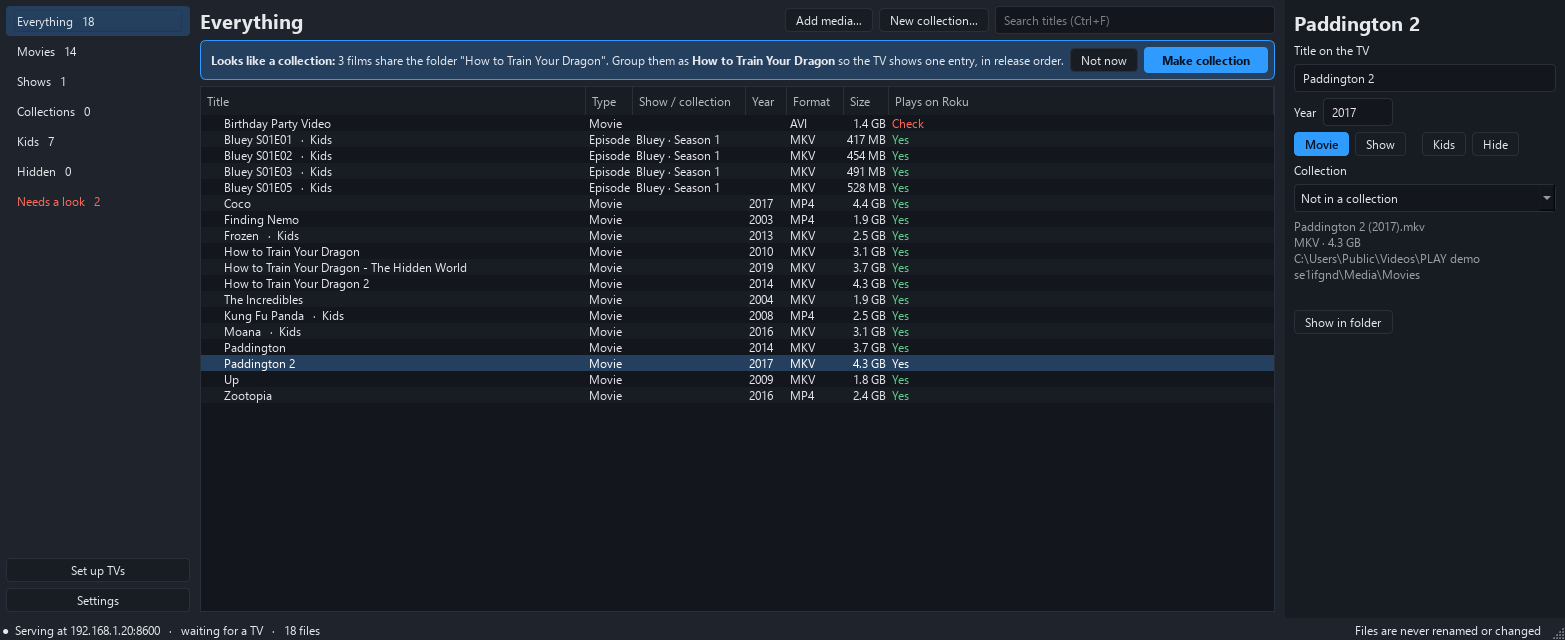 Everything 18
Movies 14
Shows 1
Collections 0
Kids 7
Hidden 0
Needs a look 2
Set up TVs
Settings
Everything
Add media...
New collection...
Search titles (Ctrl+F)
Looks like a collection: 3 films share the folder "How to Train Your Dragon". Group them as How to Train Your Dragon so the TV shows one entry, in release order.
Not now
Make collection
Title Type Show / collection Year Format Size Plays on Roku
Birthday Party Video Movie AVI 1.4 GB Check
Bluey S01E01 · Kids Episode Bluey · Season 1 MKV 417 MB Yes
Bluey S01E02 · Kids Episode Bluey · Season 1 MKV 454 MB Yes
Bluey S01E03 · Kids Episode Bluey · Season 1 MKV 491 MB Yes
Bluey S01E05 · Kids Episode Bluey · Season 1 MKV 528 MB Yes
Coco Movie 2017 MP4 4.4 GB Yes
Finding Nemo Movie 2003 MP4 1.9 GB Yes
Frozen · Kids Movie 2013 MKV 2.5 GB Yes
How to Train Your Dragon Movie 2010 MKV 3.1 GB Yes
How to Train Your Dragon - The Hidden World Movie 2019 MKV 3.7 GB Yes
How to Train Your Dragon 2 Movie 2014 MKV 4.3 GB Yes
The Incredibles Movie 2004 MKV 1.9 GB Yes
Kung Fu Panda · Kids Movie 2008 MP4 2.5 GB Yes
Moana · Kids Movie 2016 MKV 3.1 GB Yes
Paddington Movie 2014 MKV 3.7 GB Yes
Paddington 2 Movie 2017 MKV 4.3 GB Yes
Up Movie 2009 MKV 1.8 GB Yes
Zootopia Movie 2016 MP4 2.4 GB Yes
Paddington 2
Title on the TV
Paddington 2
Year 2017
Movie Show Kids Hide
Collection
Not in a collection
Paddington 2 (2017).mkv
MKV · 4.3 GB
C:\Users\Public\Videos\PLAY demo
se1ifgnd\Media\Movies
Show in folder
Serving at 192.168.1.20:8600 · waiting for a TV · 18 files
Files are never renamed or changed